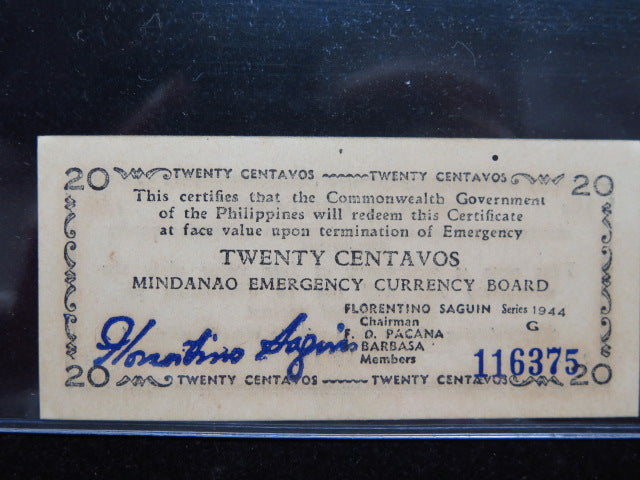 20 TWENTY CENTAVOS TWENTY CENTAVOS 20
This certifies that the Commonwealth Government
of the Philippines will redeem this Certificate
at face value upon termination of Emergency
TWENTY CENTAVOS
MINDANAO EMERGENCY CURRENCY BOARD
FLORENTINO SAGUIN Series 1944
Chairman G
O. PACANA
BARBASA
Members
Florentino Saguin
116375
20 TWENTY CENTAVOS TWENTY CENTAVOS 20